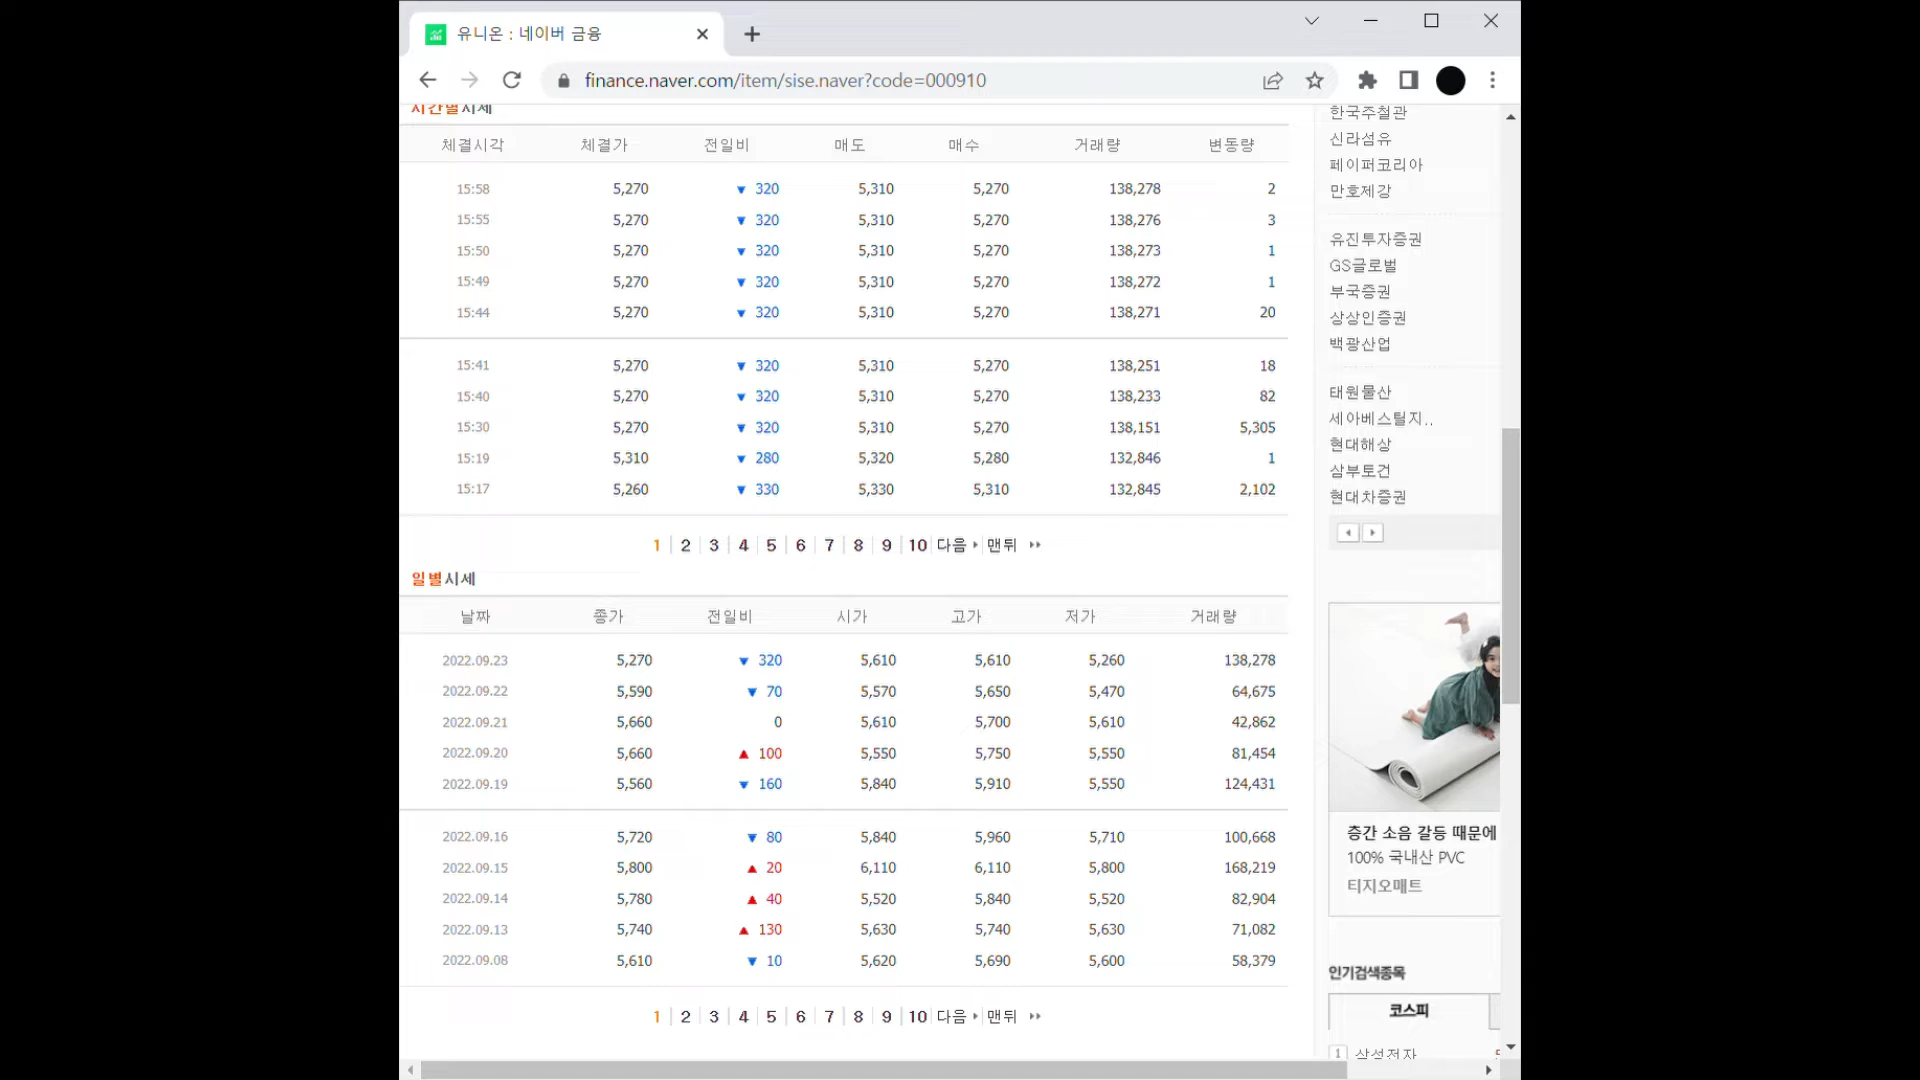 유니온 : 네이버 금융
finance.naver.com/item/sise.naver?code=000910
시간별시세
체결시각 체결가 전일비 매도 매수 거래량 변동량
15:58 5,270 ▼ 320 5,310 5,270 138,278 2
15:55 5,270 ▼ 320 5,310 5,270 138,276 3
15:50 5,270 ▼ 320 5,310 5,270 138,273 1
15:49 5,270 ▼ 320 5,310 5,270 138,272 1
15:44 5,270 ▼ 320 5,310 5,270 138,271 20
15:41 5,270 ▼ 320 5,310 5,270 138,251 18
15:40 5,270 ▼ 320 5,310 5,270 138,233 82
15:30 5,270 ▼ 320 5,310 5,270 138,151 5,305
15:19 5,310 ▼ 280 5,320 5,280 132,846 1
15:17 5,260 ▼ 330 5,330 5,310 132,845 2,102
1 2 3 4 5 6 7 8 9 10 다음 맨뒤
일별시세
날짜 종가 전일비 시가 고가 저가 거래량
2022.09.23 5,270 ▼ 320 5,610 5,610 5,260 138,278
2022.09.22 5,590 ▼ 70 5,570 5,650 5,470 64,675
2022.09.21 5,660 0 5,610 5,700 5,610 42,862
2022.09.20 5,660 ▲ 100 5,550 5,750 5,550 81,454
2022.09.19 5,560 ▼ 160 5,840 5,910 5,550 124,431
2022.09.16 5,720 ▼ 80 5,840 5,960 5,710 100,668
2022.09.15 5,800 ▲ 20 6,110 6,110 5,800 168,219
2022.09.14 5,780 ▲ 40 5,520 5,840 5,520 82,904
2022.09.13 5,740 ▲ 130 5,630 5,740 5,630 71,082
2022.09.08 5,610 ▼ 10 5,620 5,690 5,600 58,379
1 2 3 4 5 6 7 8 9 10 다음 맨뒤
한국주철관
신라섬유
페이퍼코리아
만호제강
유진투자증권
GS글로벌
부국증권
상상인증권
백광산업
태원물산
세아베스틸지..
현대해상
삼부토건
현대차증권
층간 소음 갈등 때문에
100% 국내산 PVC
티지오매트
인기검색종목
코스피
1 삼성전자